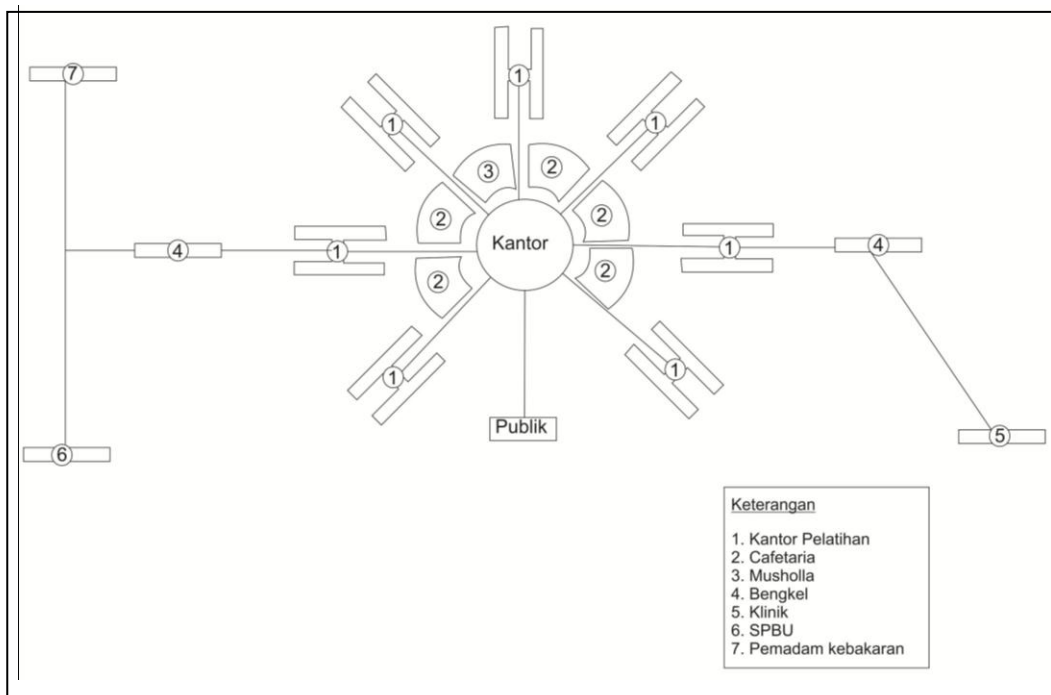 7
1
1
1
3
2
2
2
Kantor
1
1
4
4
2
2
1
1
Publik
5
6
Keterangan
1. Kantor Pelatihan
2. Cafetaria
3. Musholla
4. Bengkel
5. Klinik
6. SPBU
7. Pemadam kebakaran